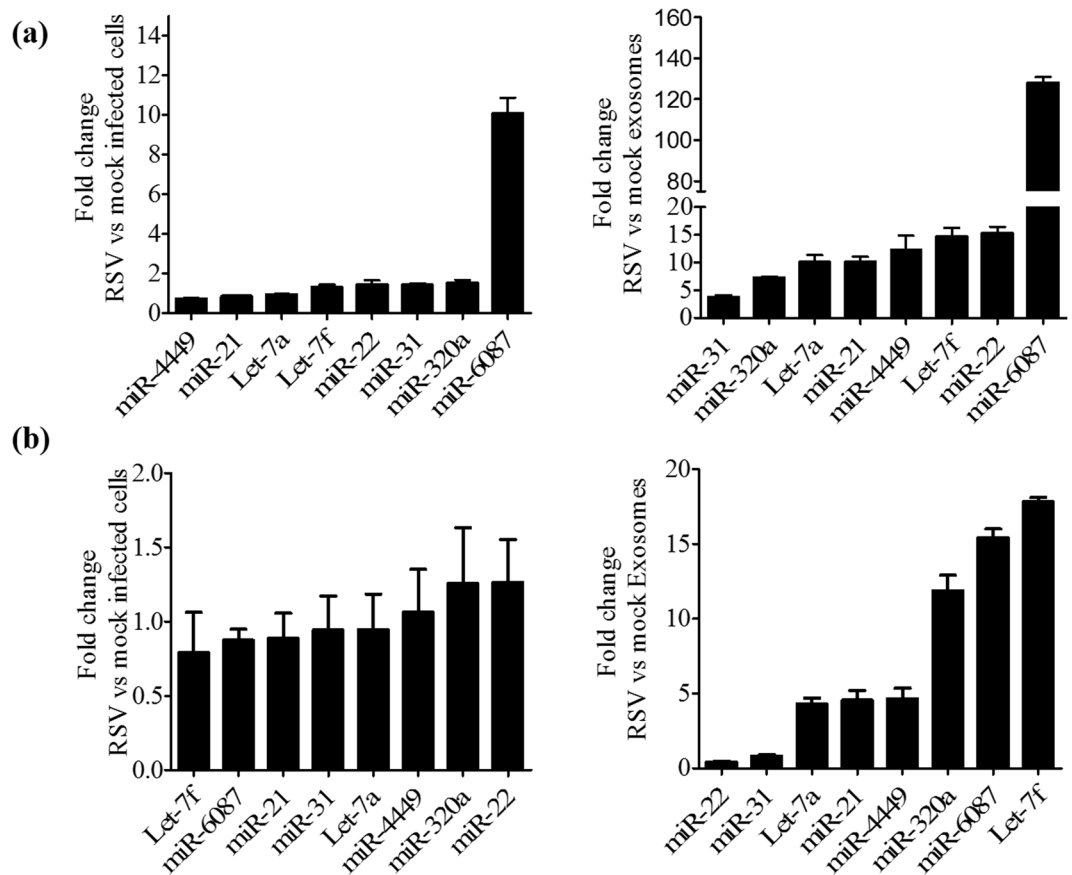 (a)
Fold change
RSV vs mock infected cells
14
12
10
8
6
4
2
0
miR-4449
miR-21
Let-7a
Let-7f
miR-22
miR-31
miR-320a
miR-6087
Fold change
RSV vs mock exosomes
160
140
120
100
80
20
15
10
5
0
miR-31
miR-320a
Let-7a
miR-21
miR-4449
Let-7f
miR-22
miR-6087
(b)
Fold change
RSV vs mock infected cells
2.0
1.5
1.0
0.5
0.0
Let-7f
miR-6087
miR-21
miR-31
Let-7a
miR-4449
miR-320a
miR-22
Fold change
RSV vs mock Exosomes
20
15
10
5
0
miR-22
miR-31
Let-7a
miR-21
miR-4449
miR-320a
miR-6087
Let-7f